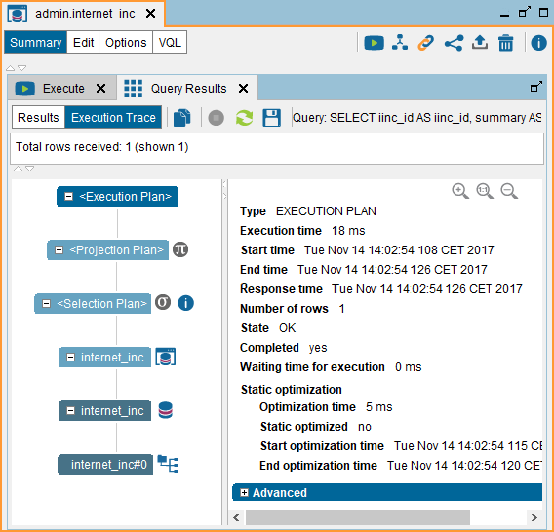 admin.internet_inc
Summary Edit Options VQL
Execute Query Results
Results Execution Trace Query: SELECT iinc_id AS iinc_id, summary AS
Total rows received: 1 (shown 1)
<Execution Plan>
<Projection Plan>
<Selection Plan>
internet_inc
internet_inc
internet_inc#0
1:1
Type EXECUTION PLAN
Execution time 18 ms
Start time Tue Nov 14 14:02:54 108 CET 2017
End time Tue Nov 14 14:02:54 126 CET 2017
Response time Tue Nov 14 14:02:54 126 CET 2017
Number of rows 1
State OK
Completed yes
Waiting time for execution 0 ms
Static optimization
Optimization time 5 ms
Static optimized no
Start optimization time Tue Nov 14 14:02:54 115 CE
End optimization time Tue Nov 14 14:02:54 120 CET
Advanced